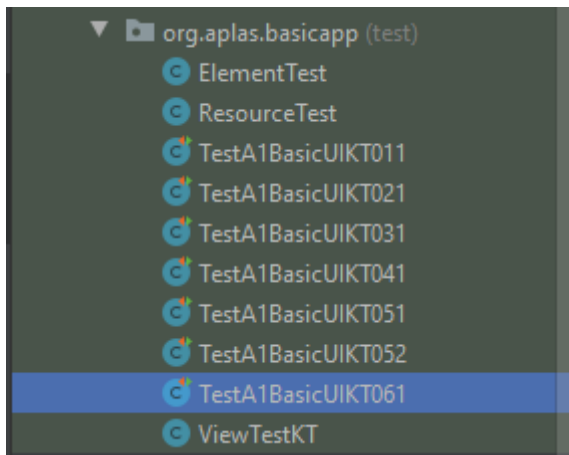 org.aplas.basicapp (test)
ElementTest
ResourceTest
TestA1BasicUIKT011
TestA1BasicUIKT021
TestA1BasicUIKT031
TestA1BasicUIKT041
TestA1BasicUIKT051
TestA1BasicUIKT052
TestA1BasicUIKT061
ViewTestKT